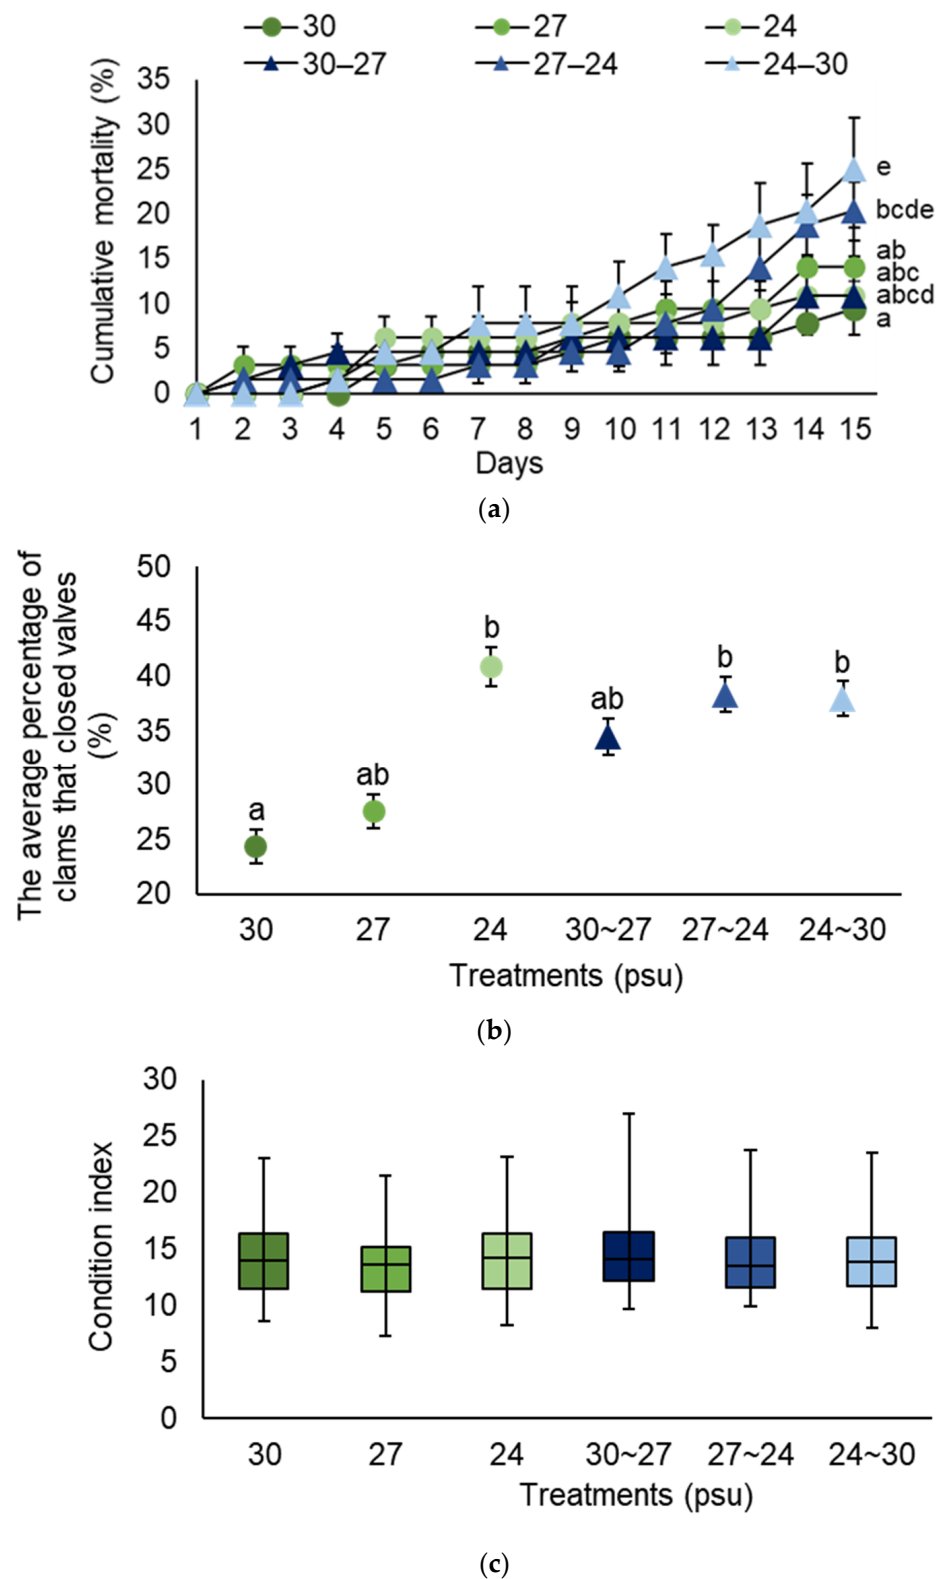 30 27 24
30–27 27–24 24–30
Cumulative mortality (%)
35
30
25
20
15
10
5
0
e
bcde
ab
abc
abcd
a
1 2 3 4 5 6 7 8 9 10 11 12 13 14 15
Days
(a)
The average percentage of
clams that closed valves
(%)
50
45
40
35
30
25
20
a
ab
b
ab
b
b
30 27 24 30~27 27~24 24~30
Treatments (psu)
(b)
Condition index
30
25
20
15
10
5
0
30 27 24 30~27 27~24 24~30
Treatments (psu)
(c)